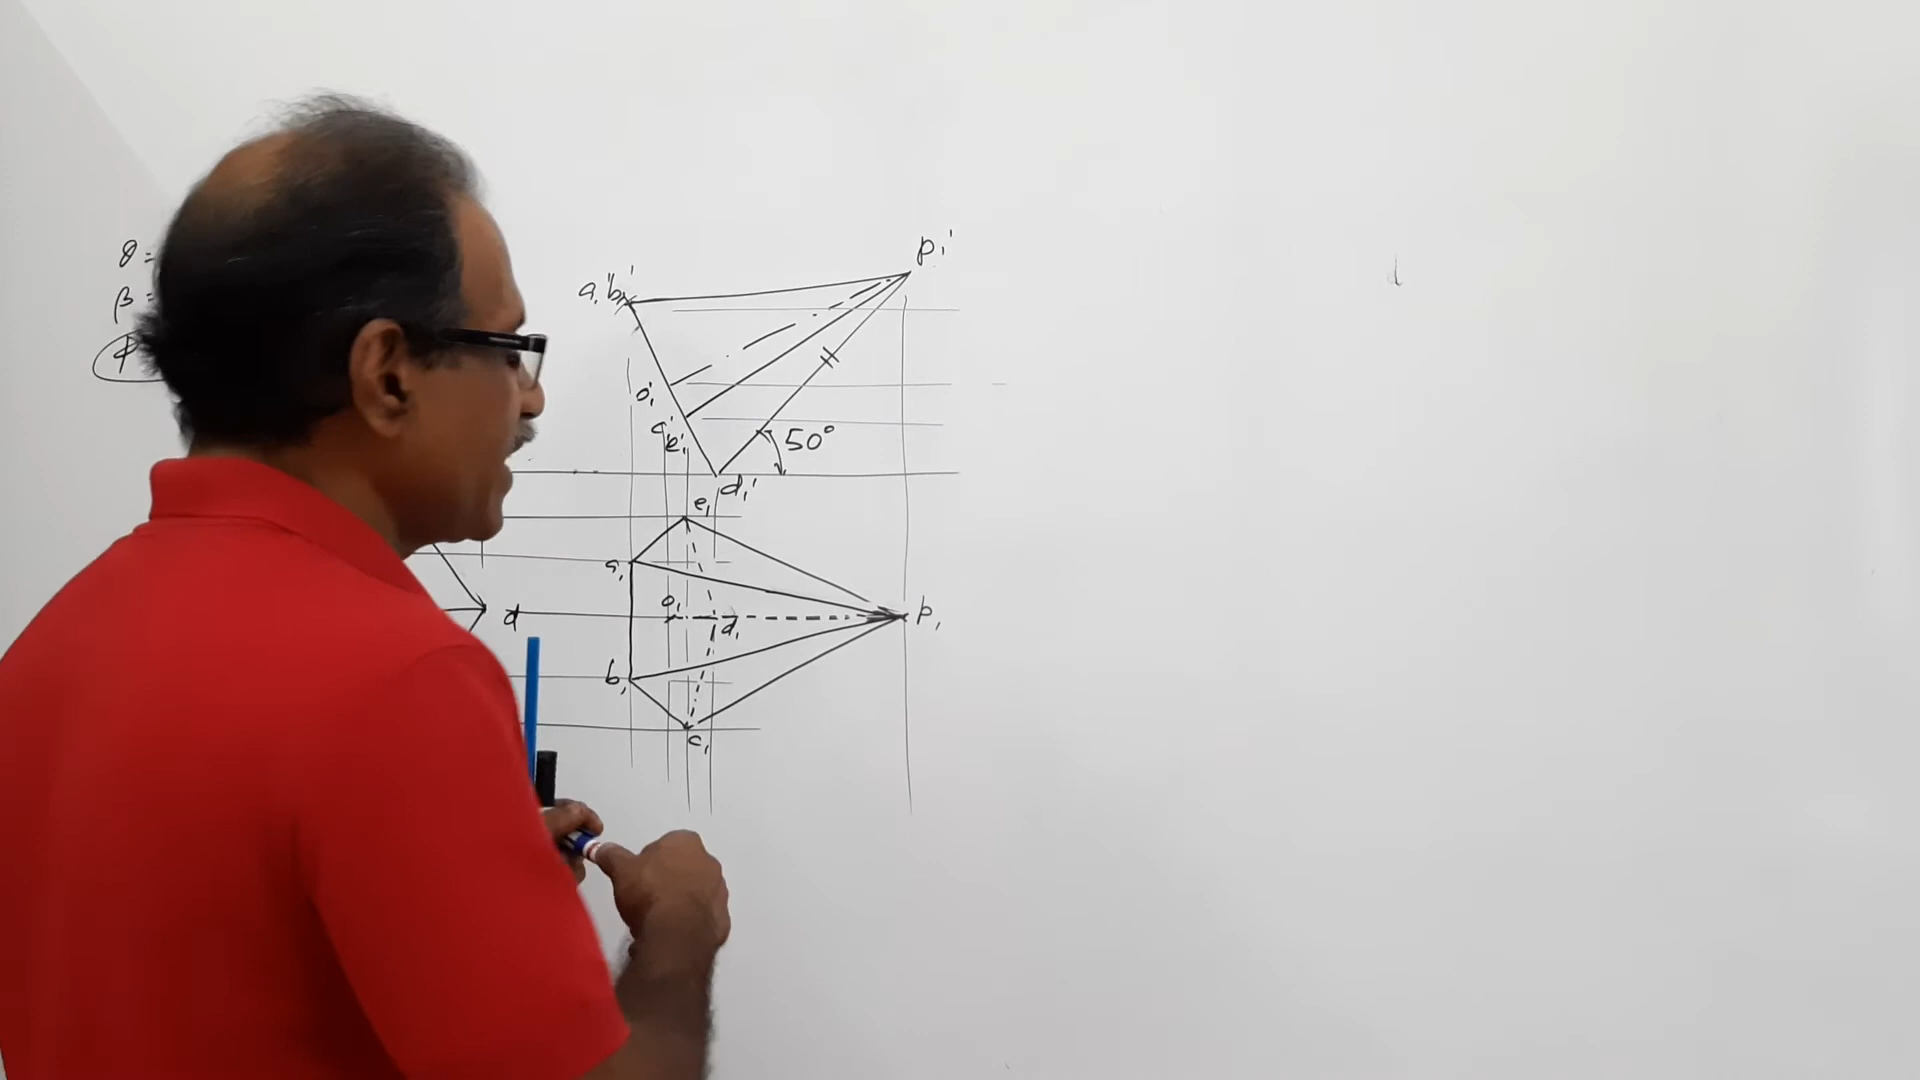 θ =
β =
φ
p₁'
a₁'b₁'
o₁'
c₁'
e₁'
50°
d₁'
e₁
a₁
o₁
d
d₁
p₁
b₁
c₁